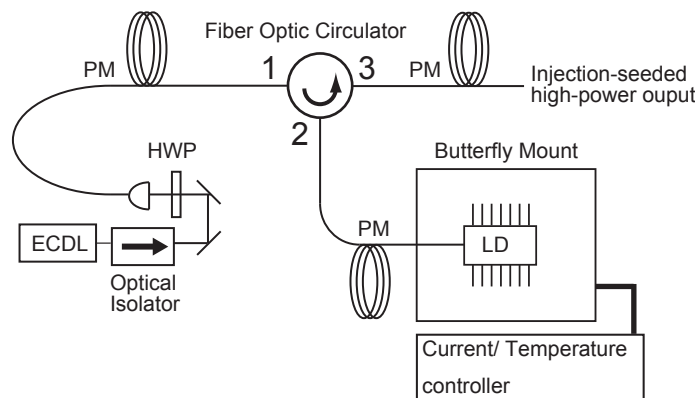 Fiber Optic Circulator
PM
1
3
PM
2
Injection-seeded
high-power ouput
HWP
ECDL
Optical
Isolator
Butterfly Mount
PM
LD
Current/ Temperature
controller